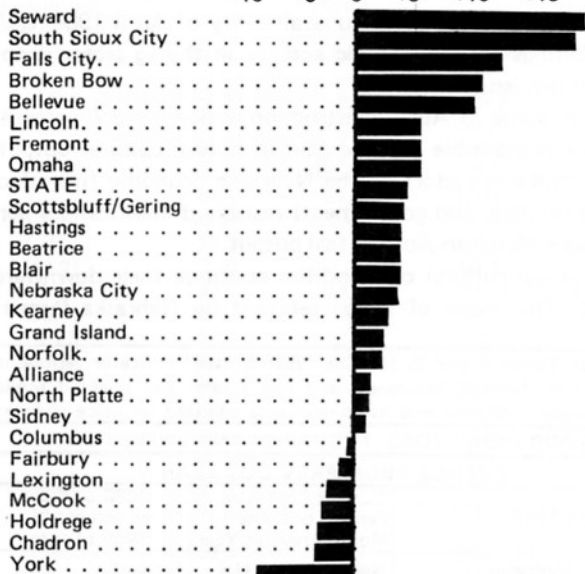 Seward
South Sioux City
Falls City
Broken Bow
Bellevue
Lincoln
Fremont
Omaha
STATE
Scottsbluff/Gering
Hastings
Beatrice
Blair
Nebraska City
Kearney
Grand Island
Norfolk
Alliance
North Platte
Sidney
Columbus
Fairbury
Lexington
McCook
Holdrege
Chadron
York